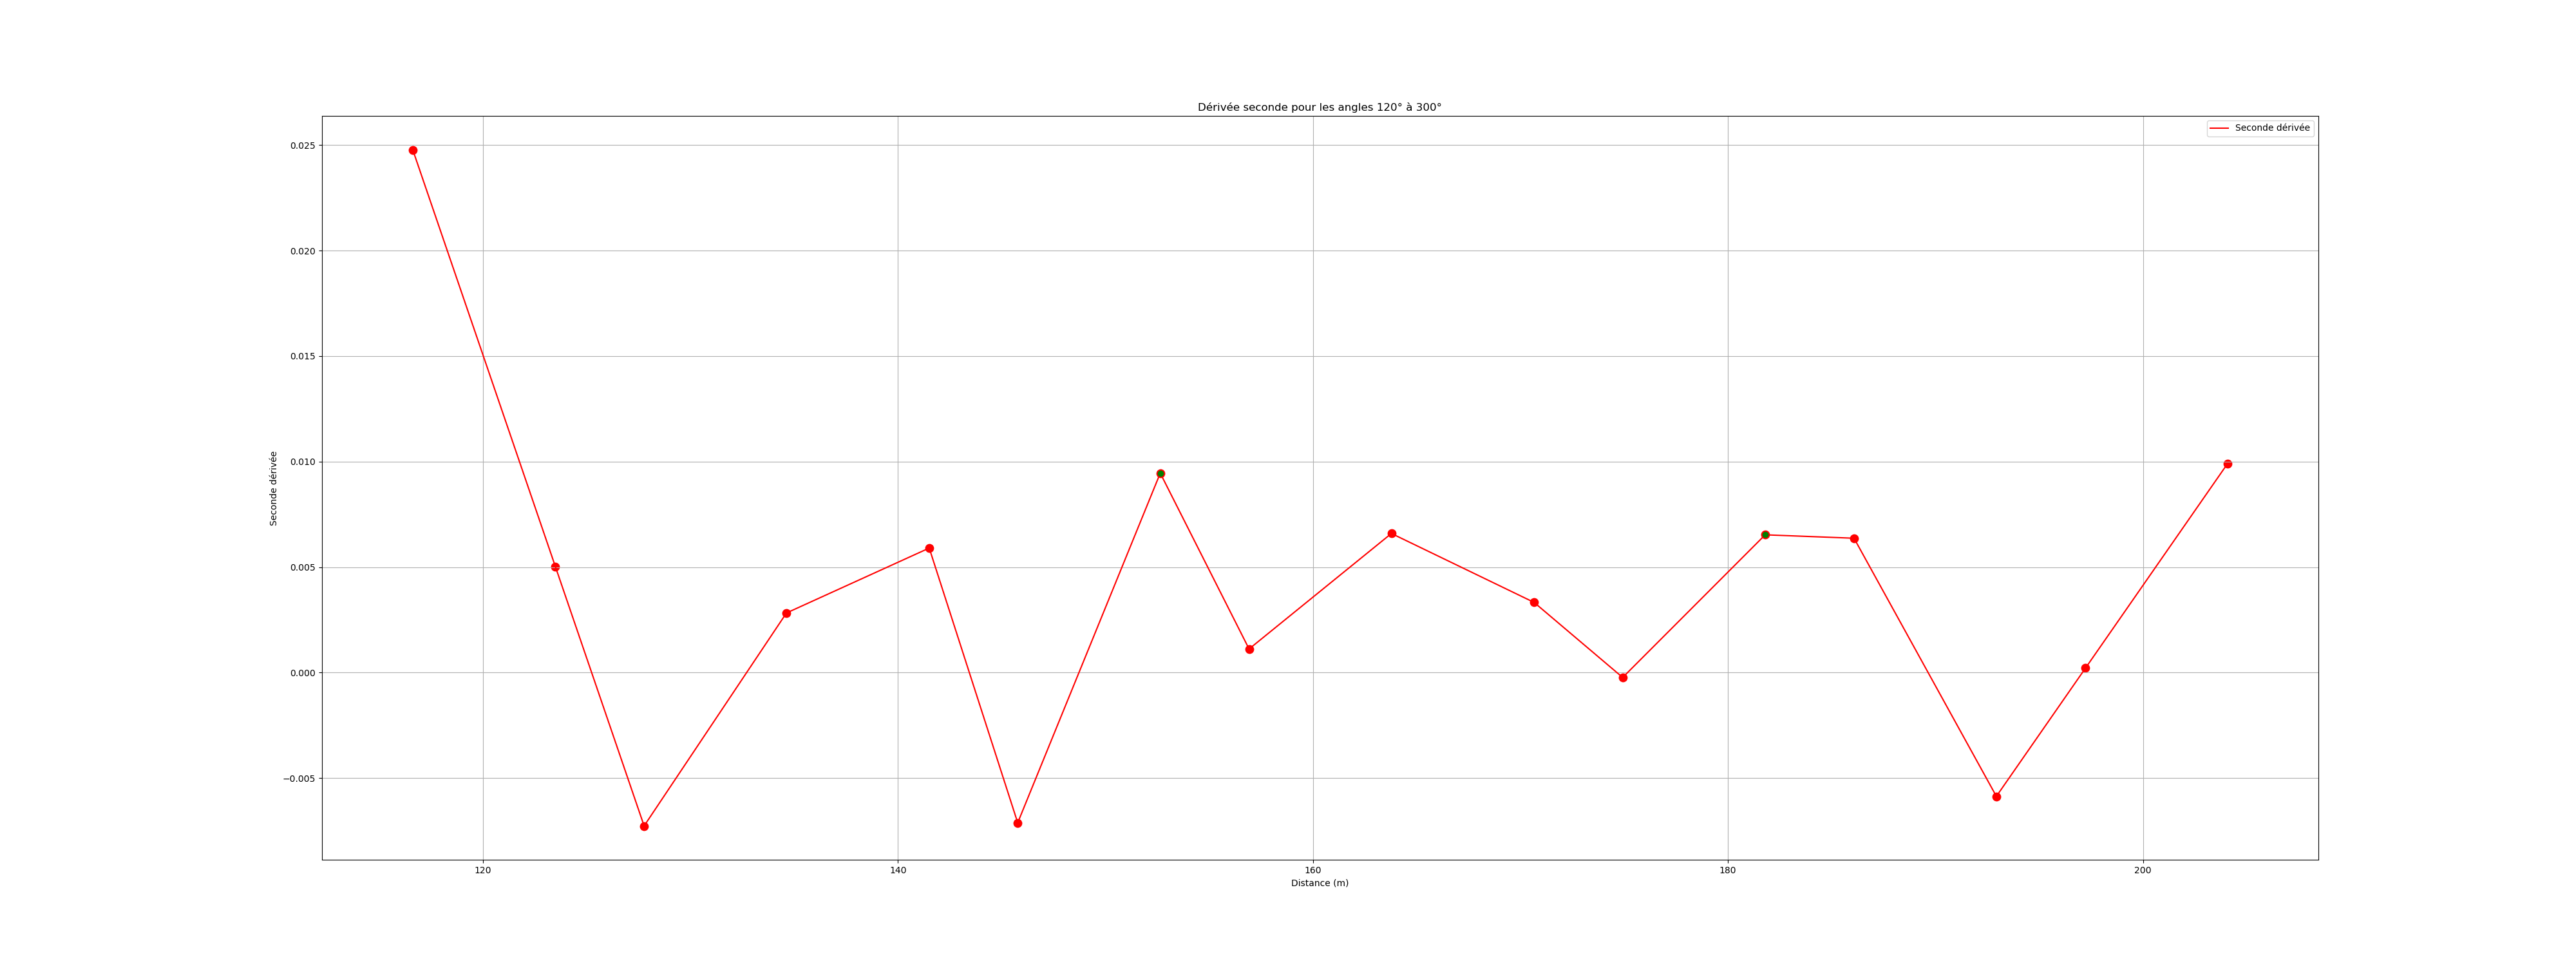 Dérivée seconde pour les angles 120° à 300°
Seconde dérivée
0.025
0.020
0.015
0.010
0.005
0.000
−0.005
Seconde dérivée
120 140 160 180 200
Distance (m)